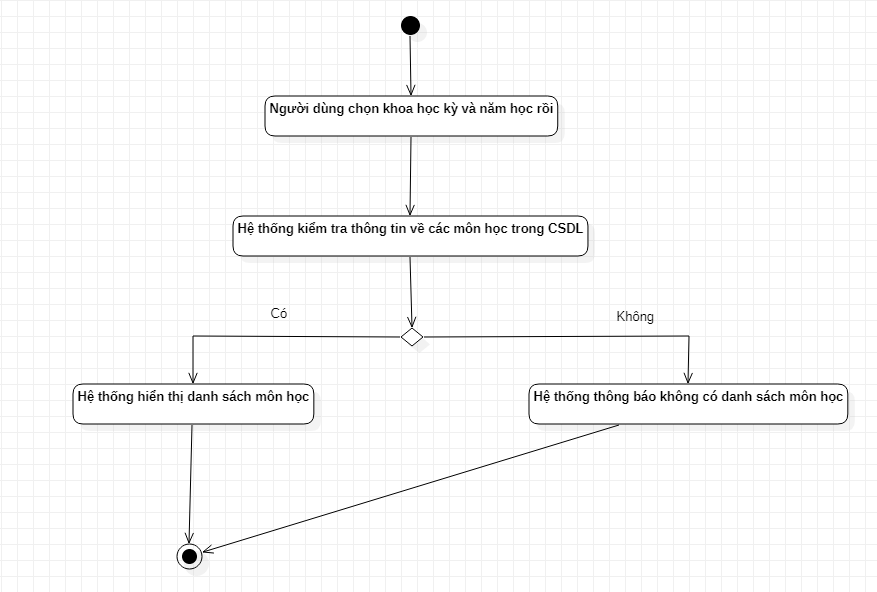 Người dùng chọn khoa học kỳ và năm học rồi
Hệ thống kiểm tra thông tin về các môn học trong CSDL
Có
Không
Hệ thống hiển thị danh sách môn học
Hệ thống thông báo không có danh sách môn học